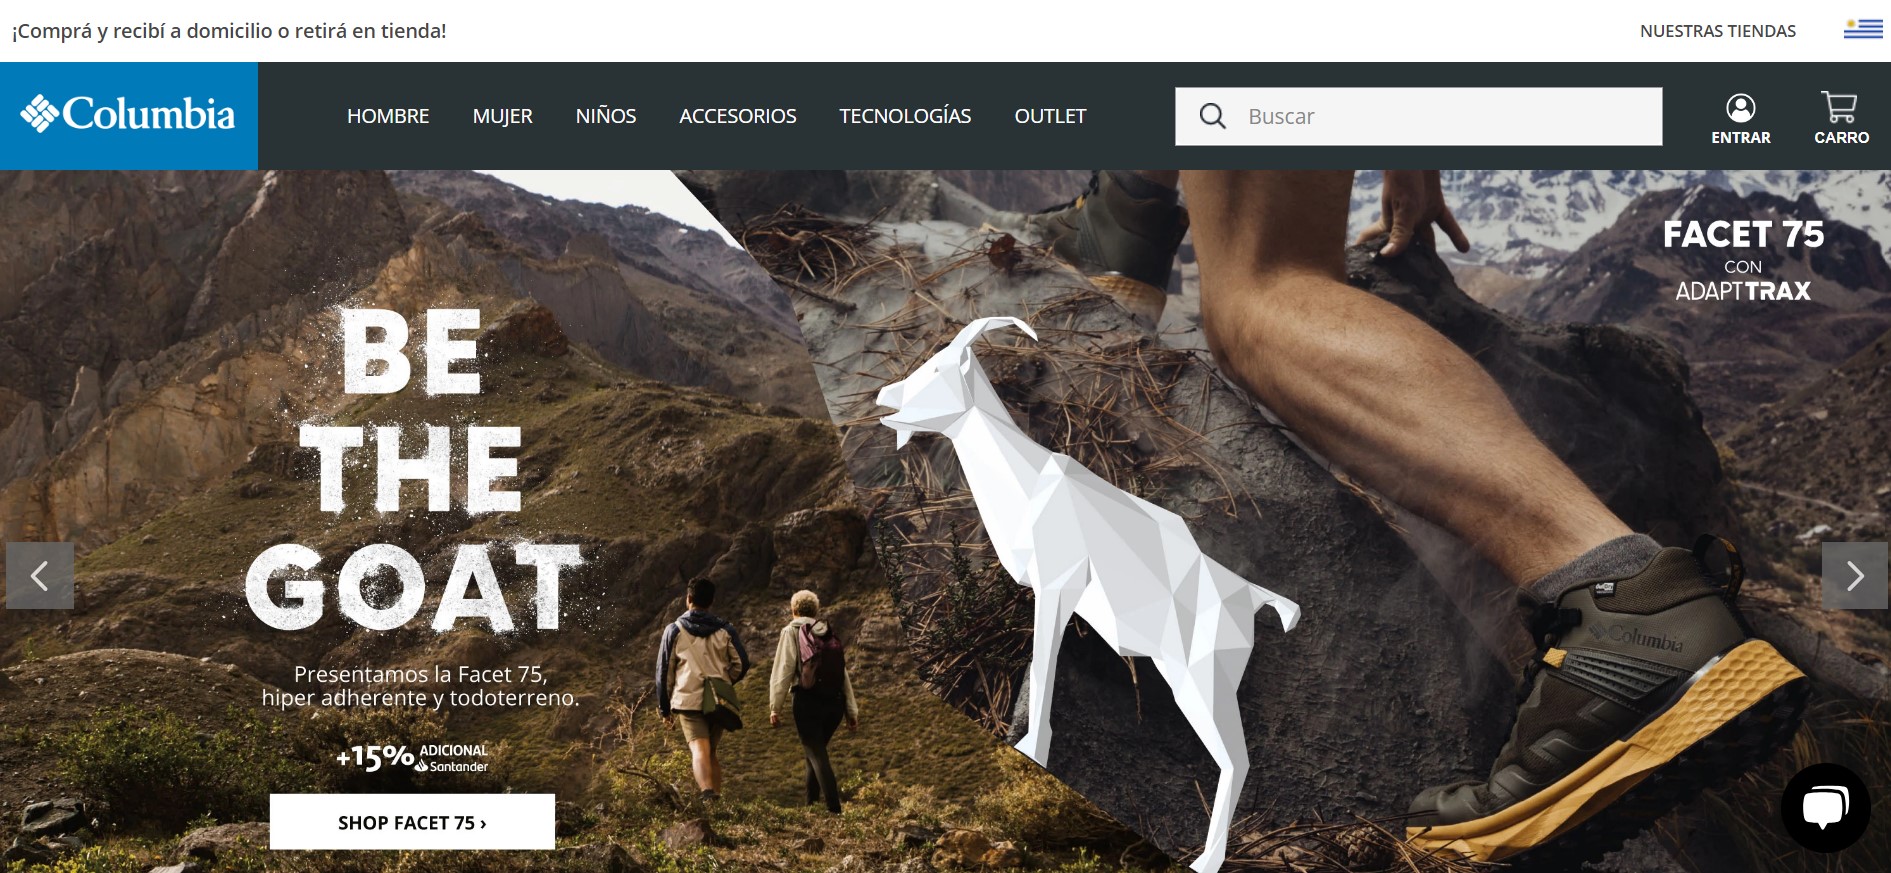 ¡Comprá y recibí a domicilio o retirá en tienda!
NUESTRAS TIENDAS
Columbia
HOMBRE
MUJER
NIÑOS
ACCESORIOS
TECNOLOGÍAS
OUTLET
Buscar
ENTRAR
CARRO
FACET 75
CON
ADAPTTRAX
BE
THE
GOAT
Presentamos la Facet 75,
hiper adherente y todoterreno.
+15% ADICIONAL
Santander
SHOP FACET 75 ›
Columbia